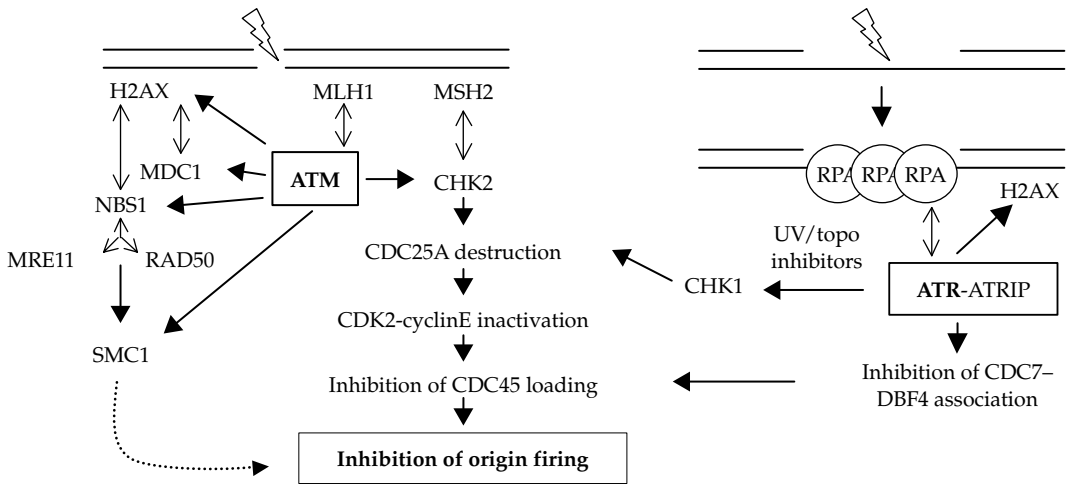 H2AX
MLH1
MSH2
MDC1
ATM
CHK2
NBS1
MRE11
RAD50
CDC25A destruction
CDK2-cyclinE inactivation
SMC1
Inhibition of CDC45 loading
Inhibition of origin firing
RPA
RPA
RPA
H2AX
UV/topo
inhibitors
CHK1
ATR-ATRIP
Inhibition of CDC7–
DBF4 association